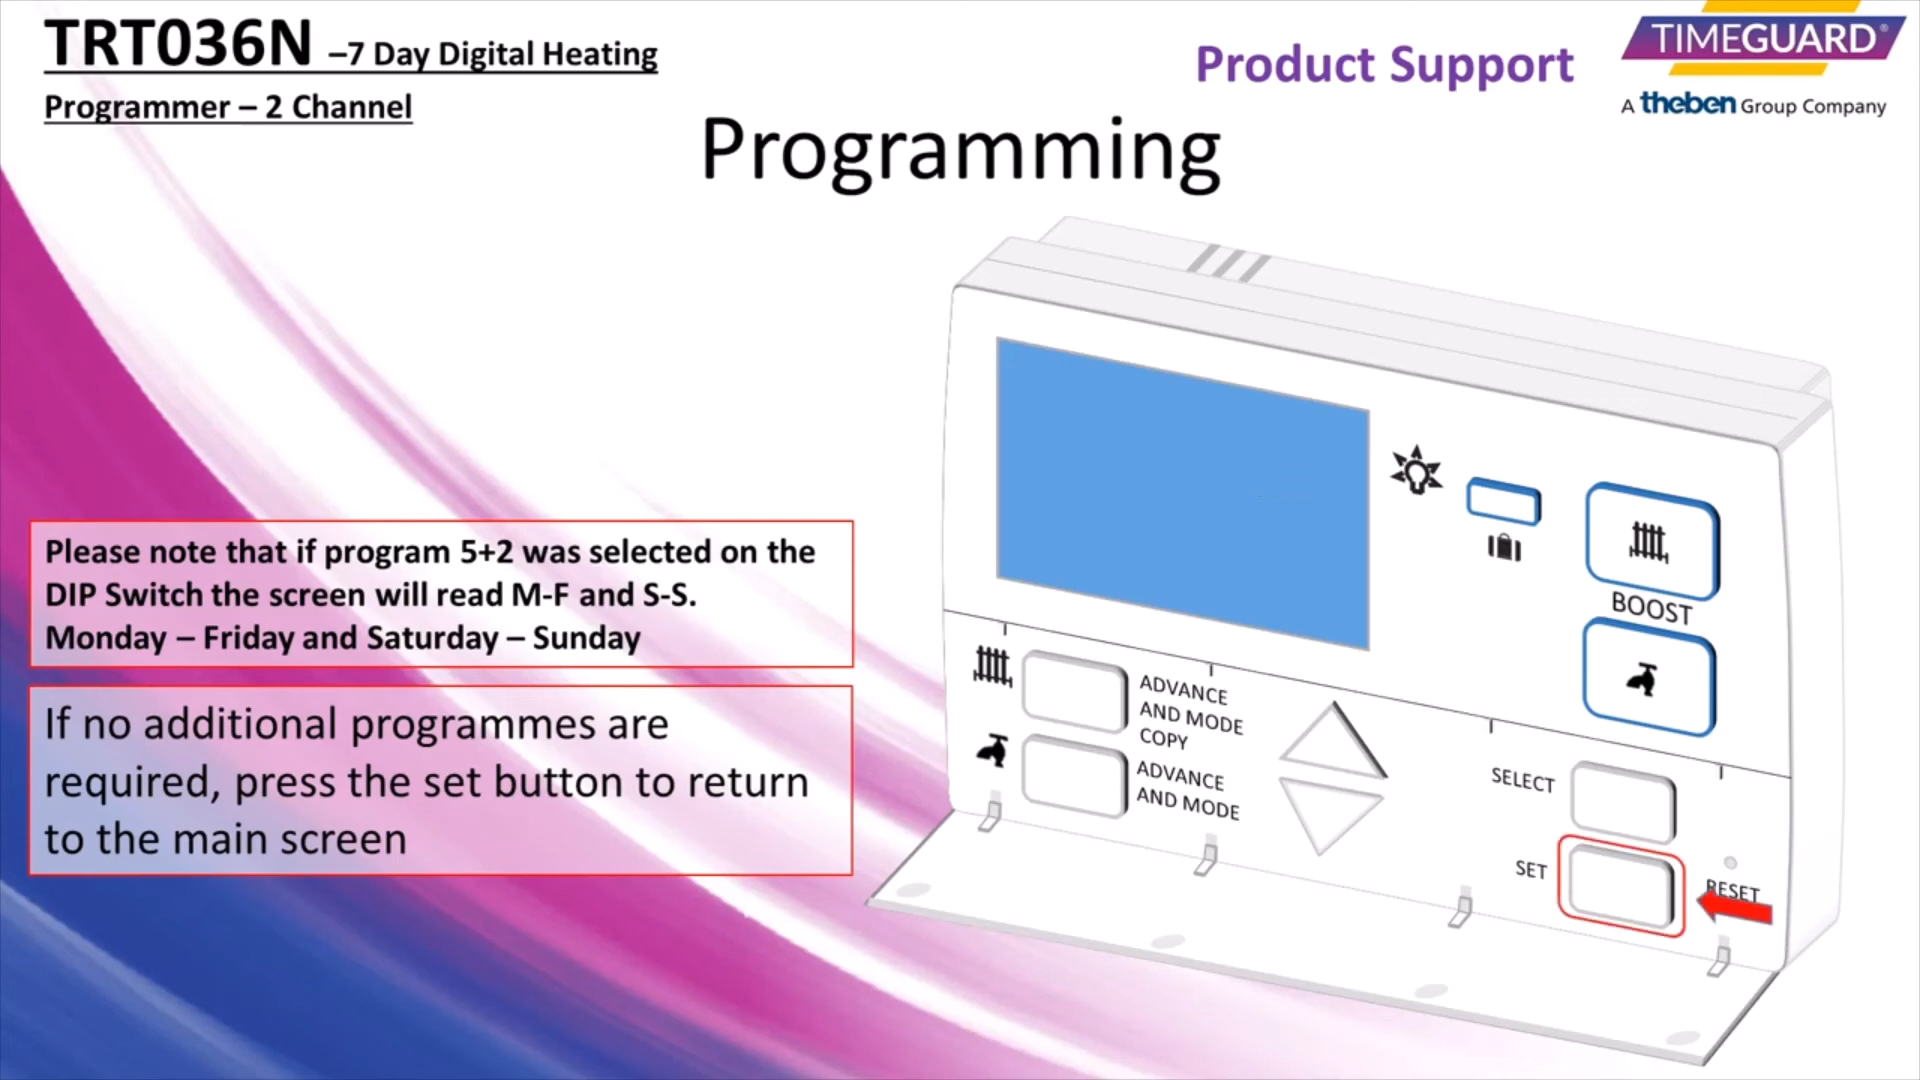 TRT036N –7 Day Digital Heating
Programmer – 2 Channel
Product Support
TIMEGUARD®
A theben Group Company
Programming
Please note that if program 5+2 was selected on the
DIP Switch the screen will read M-F and S-S.
Monday – Friday and Saturday – Sunday
If no additional programmes are
required, press the set button to return
to the main screen
BOOST
ADVANCE
AND MODE
COPY
ADVANCE
AND MODE
SELECT
SET
RESET